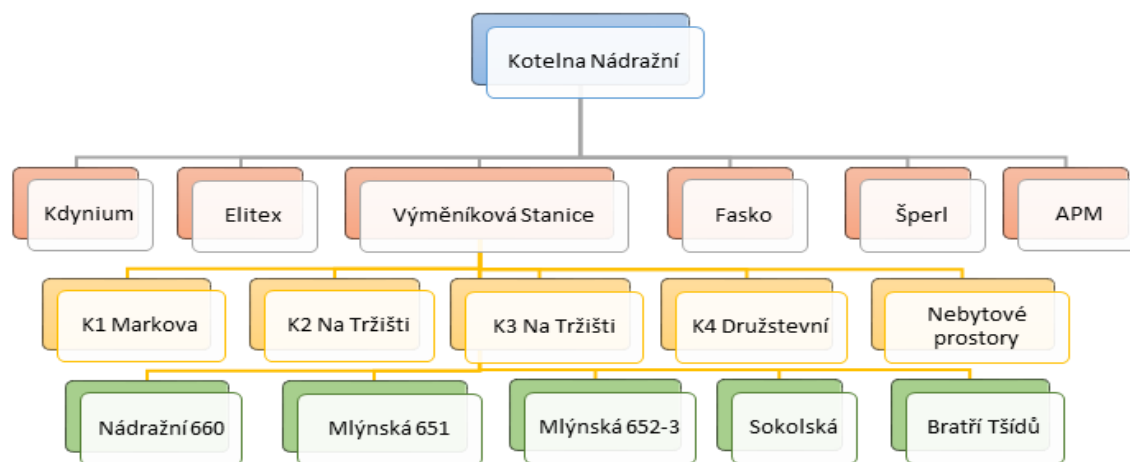 Kotelna Nádražní
Kdynium
Elitex
Výměníková Stanice
Fasko
Šperl
APM
K1 Markova
K2 Na Tržišti
K3 Na Tržišti
K4 Družstevní
Nebytové
prostory
Nádražní 660
Mlýnská 651
Mlýnská 652-3
Sokolská
Bratří Tšídů